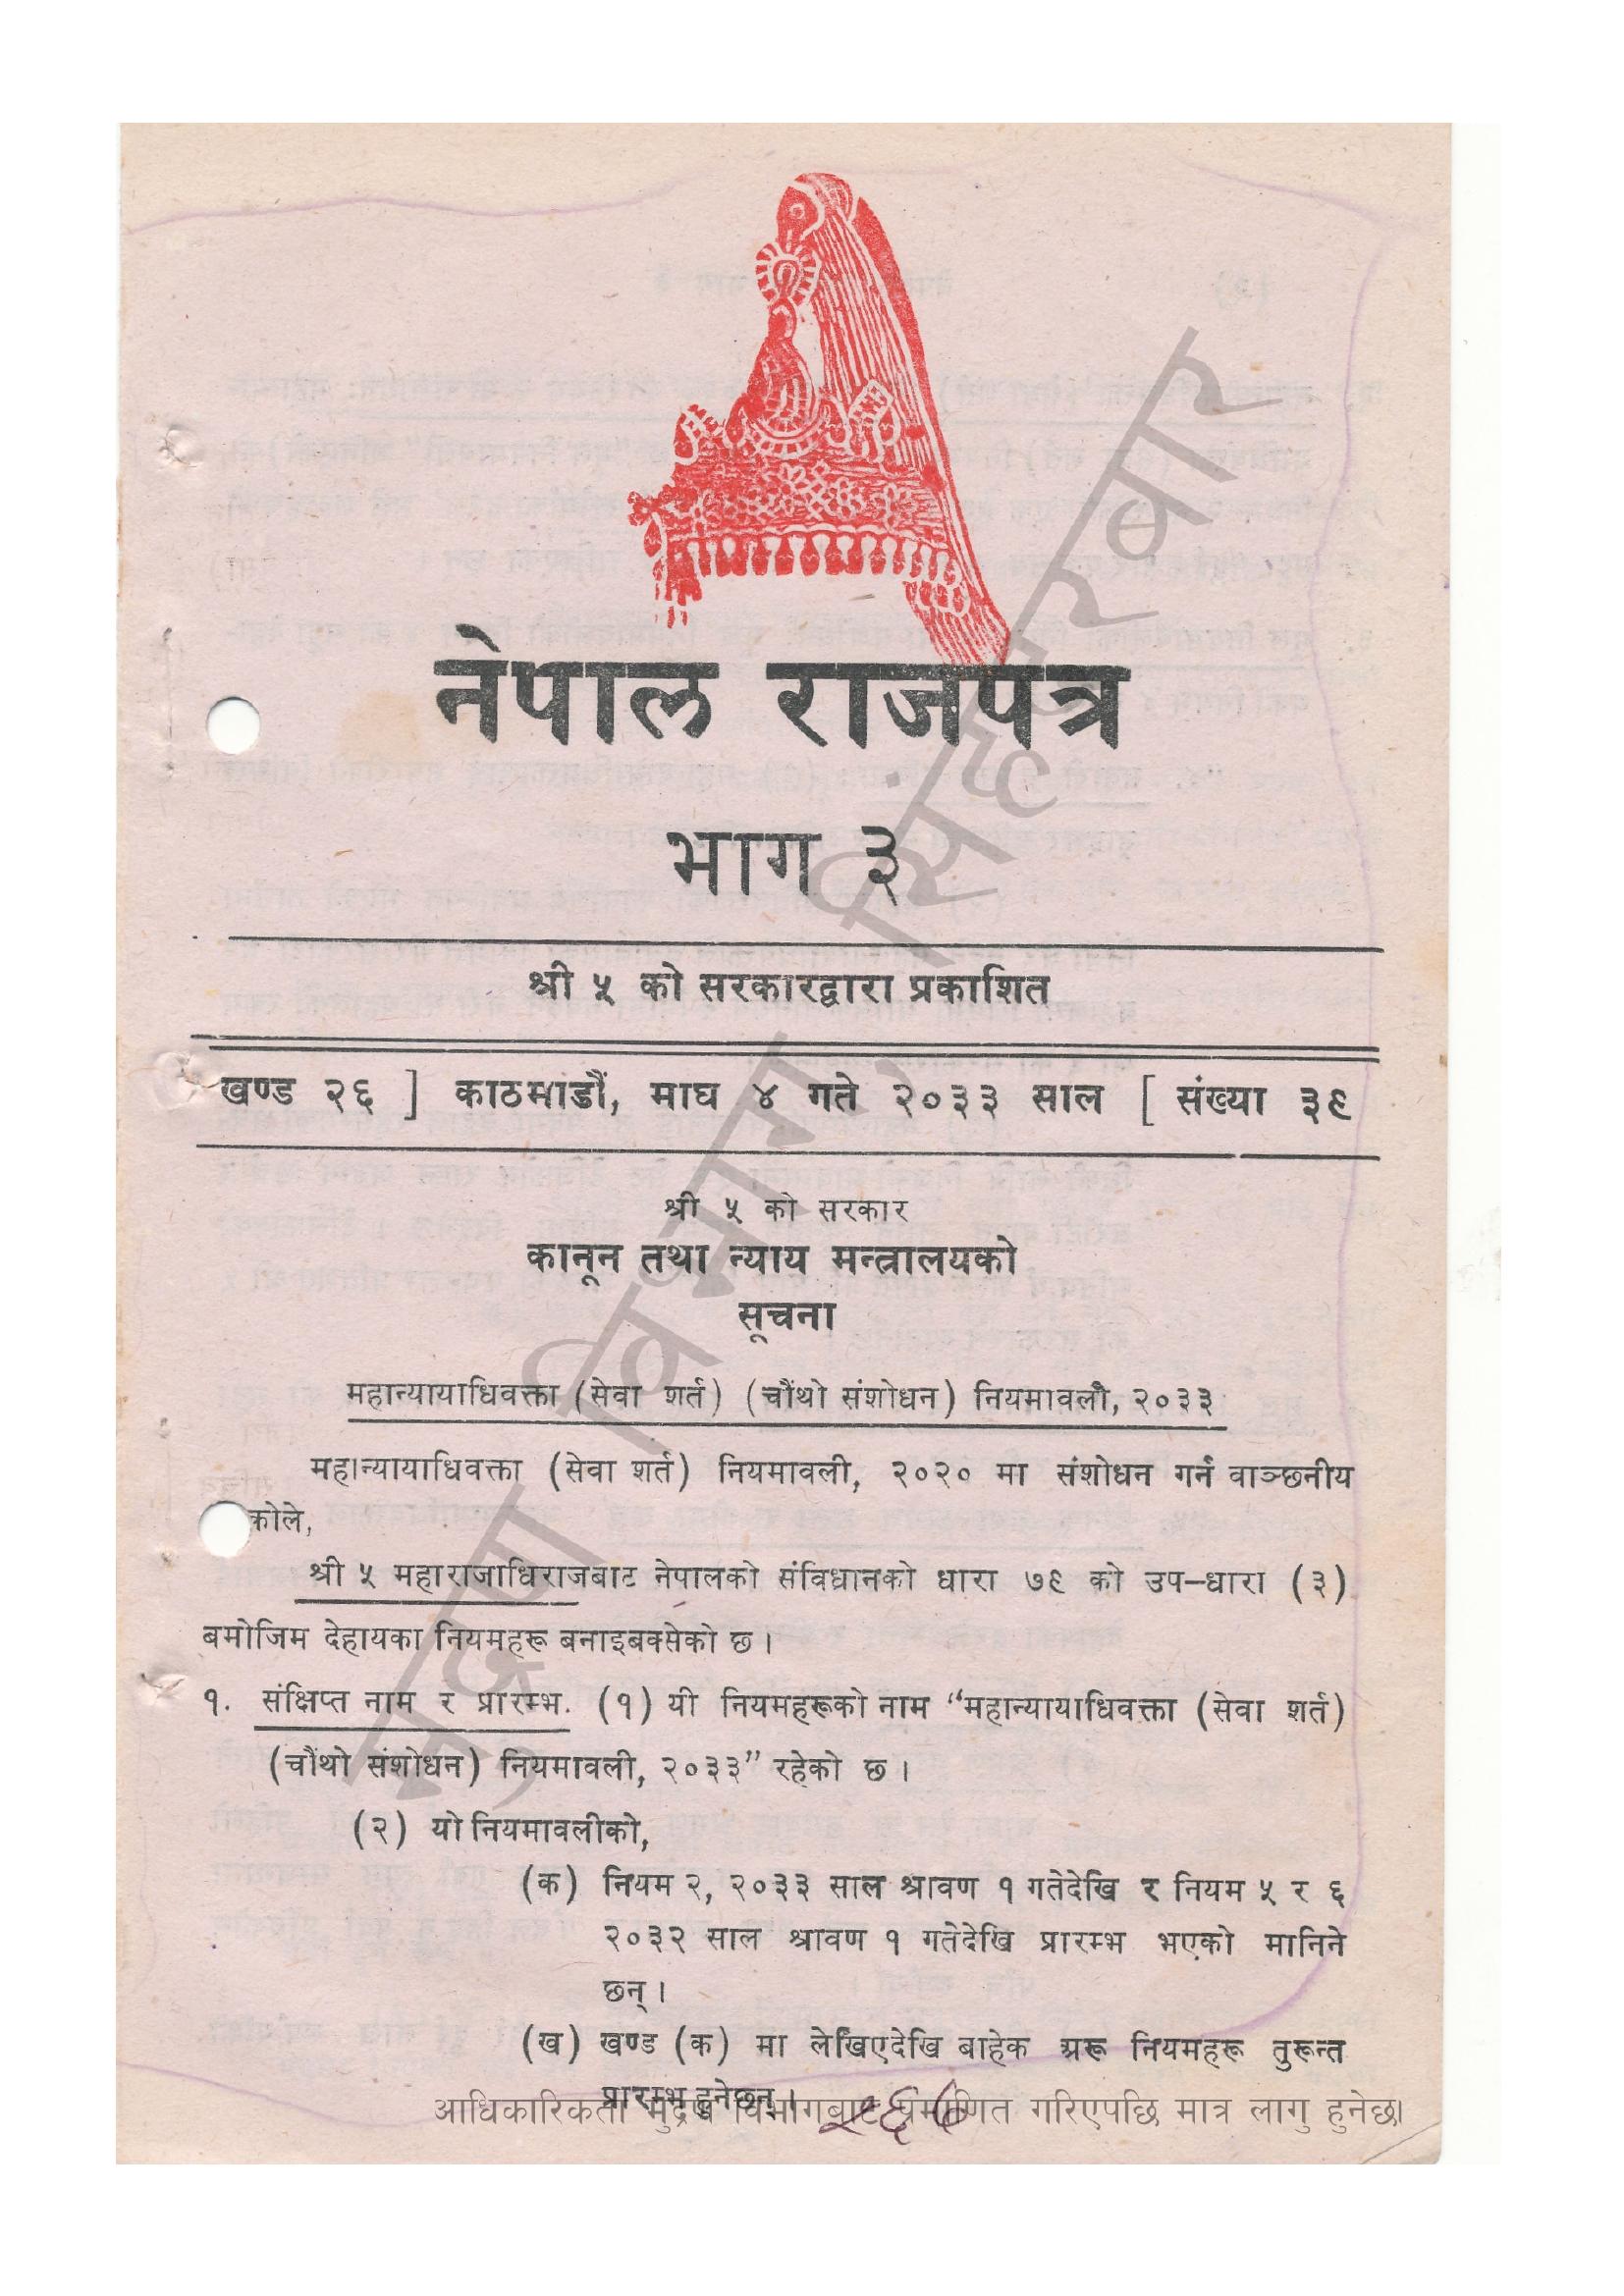 नेपाल राजपत्र
भाग ३
श्री ५ को सरकारद्वारा प्रकाशित
खण्ड २६ ] काठमाडौं, माघ ४ गते २०३३ साल [ संख्या ३९
श्री ५ को सरकार
कानून तथा न्याय मन्त्रालयको
सूचना
महान्यायाधिवक्ता (सेवा शर्त) (चौंथो संशोधन) नियमावली, २०३३
महान्यायाधिवक्ता (सेवा शर्त) नियमावली, २०२० मा संशोधन गर्न वाञ्छनीय
कोले,
श्री ५ महाराजाधिराजबाट नेपालको संविधानको धारा ७९ को उप–धारा (३)
बमोजिम देहायका नियमहरू बनाइबक्सेको छ ।
१. संक्षिप्त नाम र प्रारम्भ. (१) यी नियमहरूको नाम “महान्यायाधिवक्ता (सेवा शर्त)
(चौंथो संशोधन) नियमावली, २०३३” रहेको छ ।
(२) यो नियमावलीको,
(क) नियम २, २०३३ साल श्रावण १ गतेदेखि र नियम ५ र ६
२०३२ साल श्रावण १ गतेदेखि प्रारम्भ भएको मानिने
छन् ।
(ख) खण्ड (क) मा लेखिएदेखि बाहेक अरू नियमहरू तुरून्त
प्रारम्भ हुनेछन् ।
आधिकारिकता मुद्रण विभागबाट प्रमाणित गरिएपछि मात्र लागु हुनेछ।
मुद्रण विभाग, सिंहदरवार